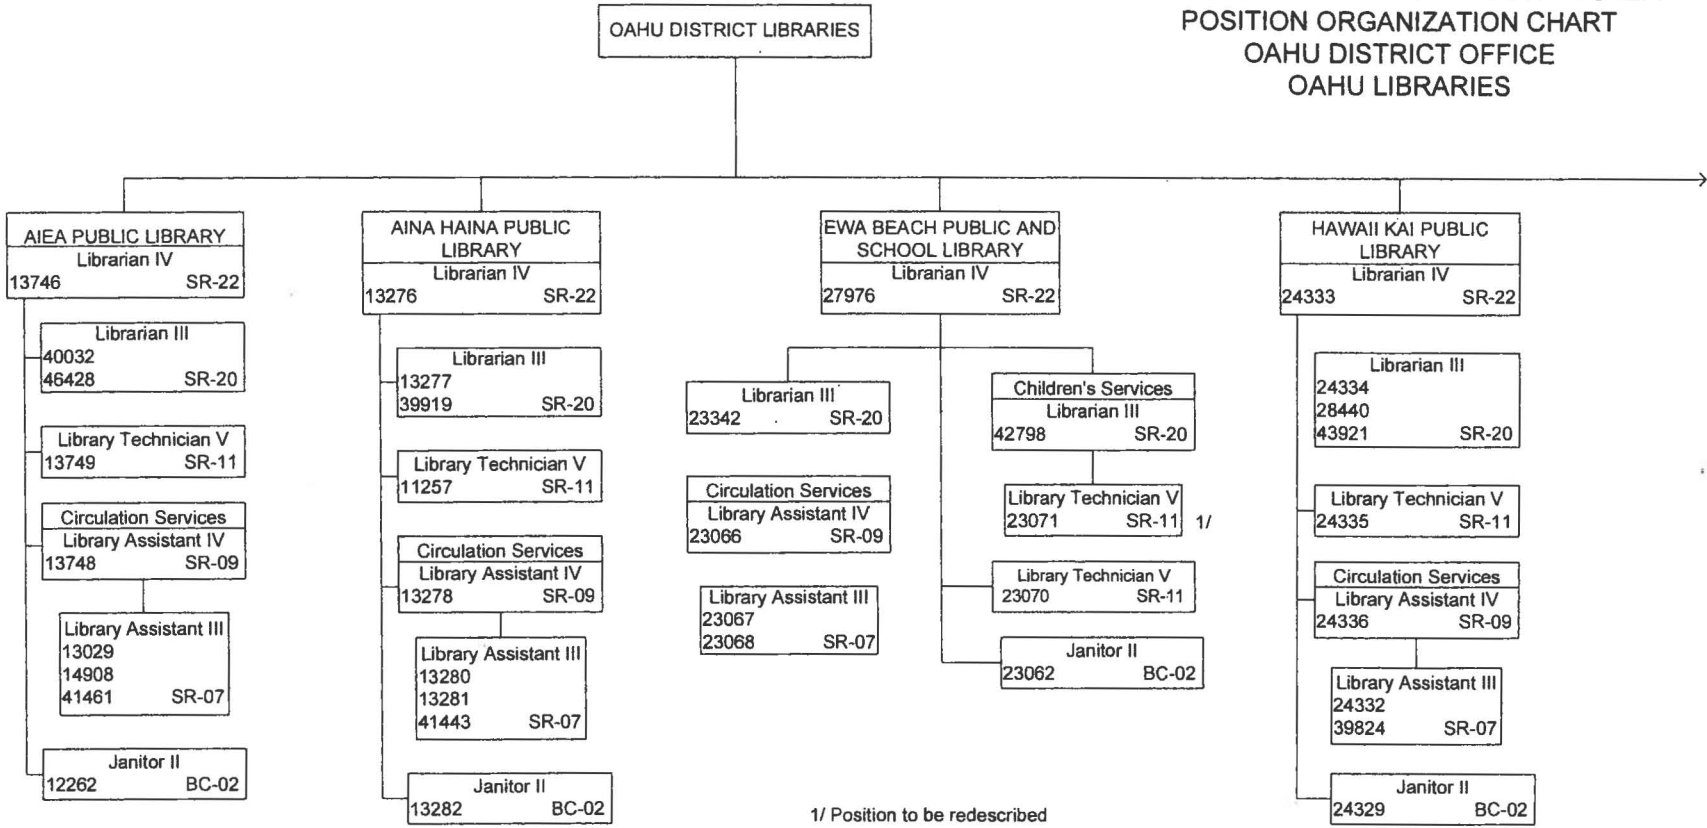 OAHU DISTRICT LIBRARIES
POSITION ORGANIZATION CHART
OAHU DISTRICT OFFICE
OAHU LIBRARIES
AIEA PUBLIC LIBRARY
Librarian IV
13746 SR-22
Librarian III
40032
46428 SR-20
Library Technician V
13749 SR-11
Circulation Services
Library Assistant IV
13748 SR-09
Library Assistant III
13029
14908
41461 SR-07
Janitor II
12262 BC-02
AINA HAINA PUBLIC
LIBRARY
Librarian IV
13276 SR-22
Librarian III
13277
39919 SR-20
Library Technician V
11257 SR-11
Circulation Services
Library Assistant IV
13278 SR-09
Library Assistant III
13280
13281
41443 SR-07
Janitor II
13282 BC-02
EWA BEACH PUBLIC AND
SCHOOL LIBRARY
Librarian IV
27976 SR-22
Librarian III
23342 SR-20
Circulation Services
Library Assistant IV
23066 SR-09
Library Assistant III
23067
23068 SR-07
Children's Services
Librarian III
42798 SR-20
Library Technician V
23071 SR-11 1/
Library Technician V
23070 SR-11
Janitor II
23062 BC-02
HAWAII KAI PUBLIC
LIBRARY
Librarian IV
24333 SR-22
Librarian III
24334
28440
43921 SR-20
Library Technician V
24335 SR-11
Circulation Services
Library Assistant IV
24336 SR-09
Library Assistant III
24332
39824 SR-07
Janitor II
24329 BC-02
1/ Position to be redescribed